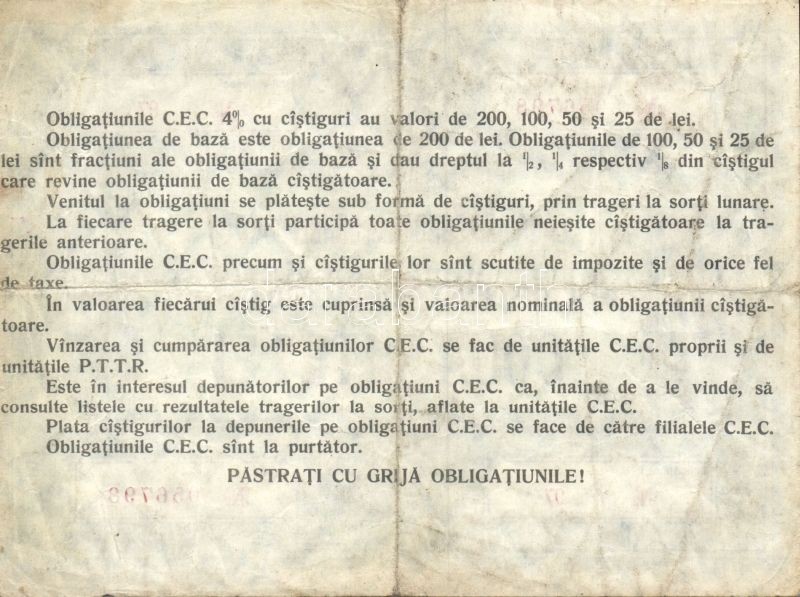 Obligațiunile C.E.C. 4% cu cîștiguri au valori de 200, 100, 50 și 25 de lei.
Obligațiunea de bază este obligațiunea de 200 de lei. Obligațiunile de 100, 50 și 25 de
lei sînt fracțiuni ale obligațiunii de bază și dau dreptul la 1/2, 1/4 respectiv 1/8 din cîștigul
care revine obligațiunii de bază cîștigătoare.
Venitul la obligațiuni se plătește sub formă de cîștiguri, prin trageri la sorți lunare.
La fiecare tragere la sorți participă toate obligațiunile neieșite cîștigătoare la tra-
gerile anterioare.
Obligațiunile C.E.C. precum și cîștigurile lor sînt scutite de impozite și de orice fel
de taxe.
În valoarea fiecărui cîștig este cuprinsă și valoarea nominală a obligațiunii cîștigă-
toare.
Vînzarea și cumpărarea obligațiunilor C.E.C. se fac de unitățile C.E.C. proprii și de
unitățile P.T.T.R.
Este în interesul depunătorilor pe obligațiuni C.E.C. ca, înainte de a le vinde, să
consulte listele cu rezultatele tragerilor la sorți, aflate la unitățile C.E.C.
Plata cîștigurilor la depunerile pe obligațiuni C.E.C. se face de către filialele C.E.C.
Obligațiunile C.E.C. sînt la purtător.
PĂSTRAȚI CU GRIJĂ OBLIGAȚIUNILE!